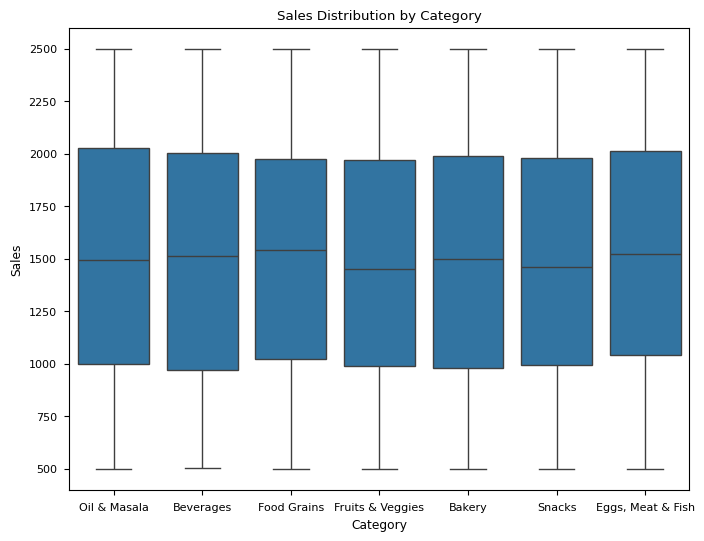 Sales Distribution by Category
2500
2250
2000
1750
1500
1250
1000
750
500
Sales
Oil & Masala Beverages Food Grains Fruits & Veggies Bakery Snacks Eggs, Meat & Fish
Category